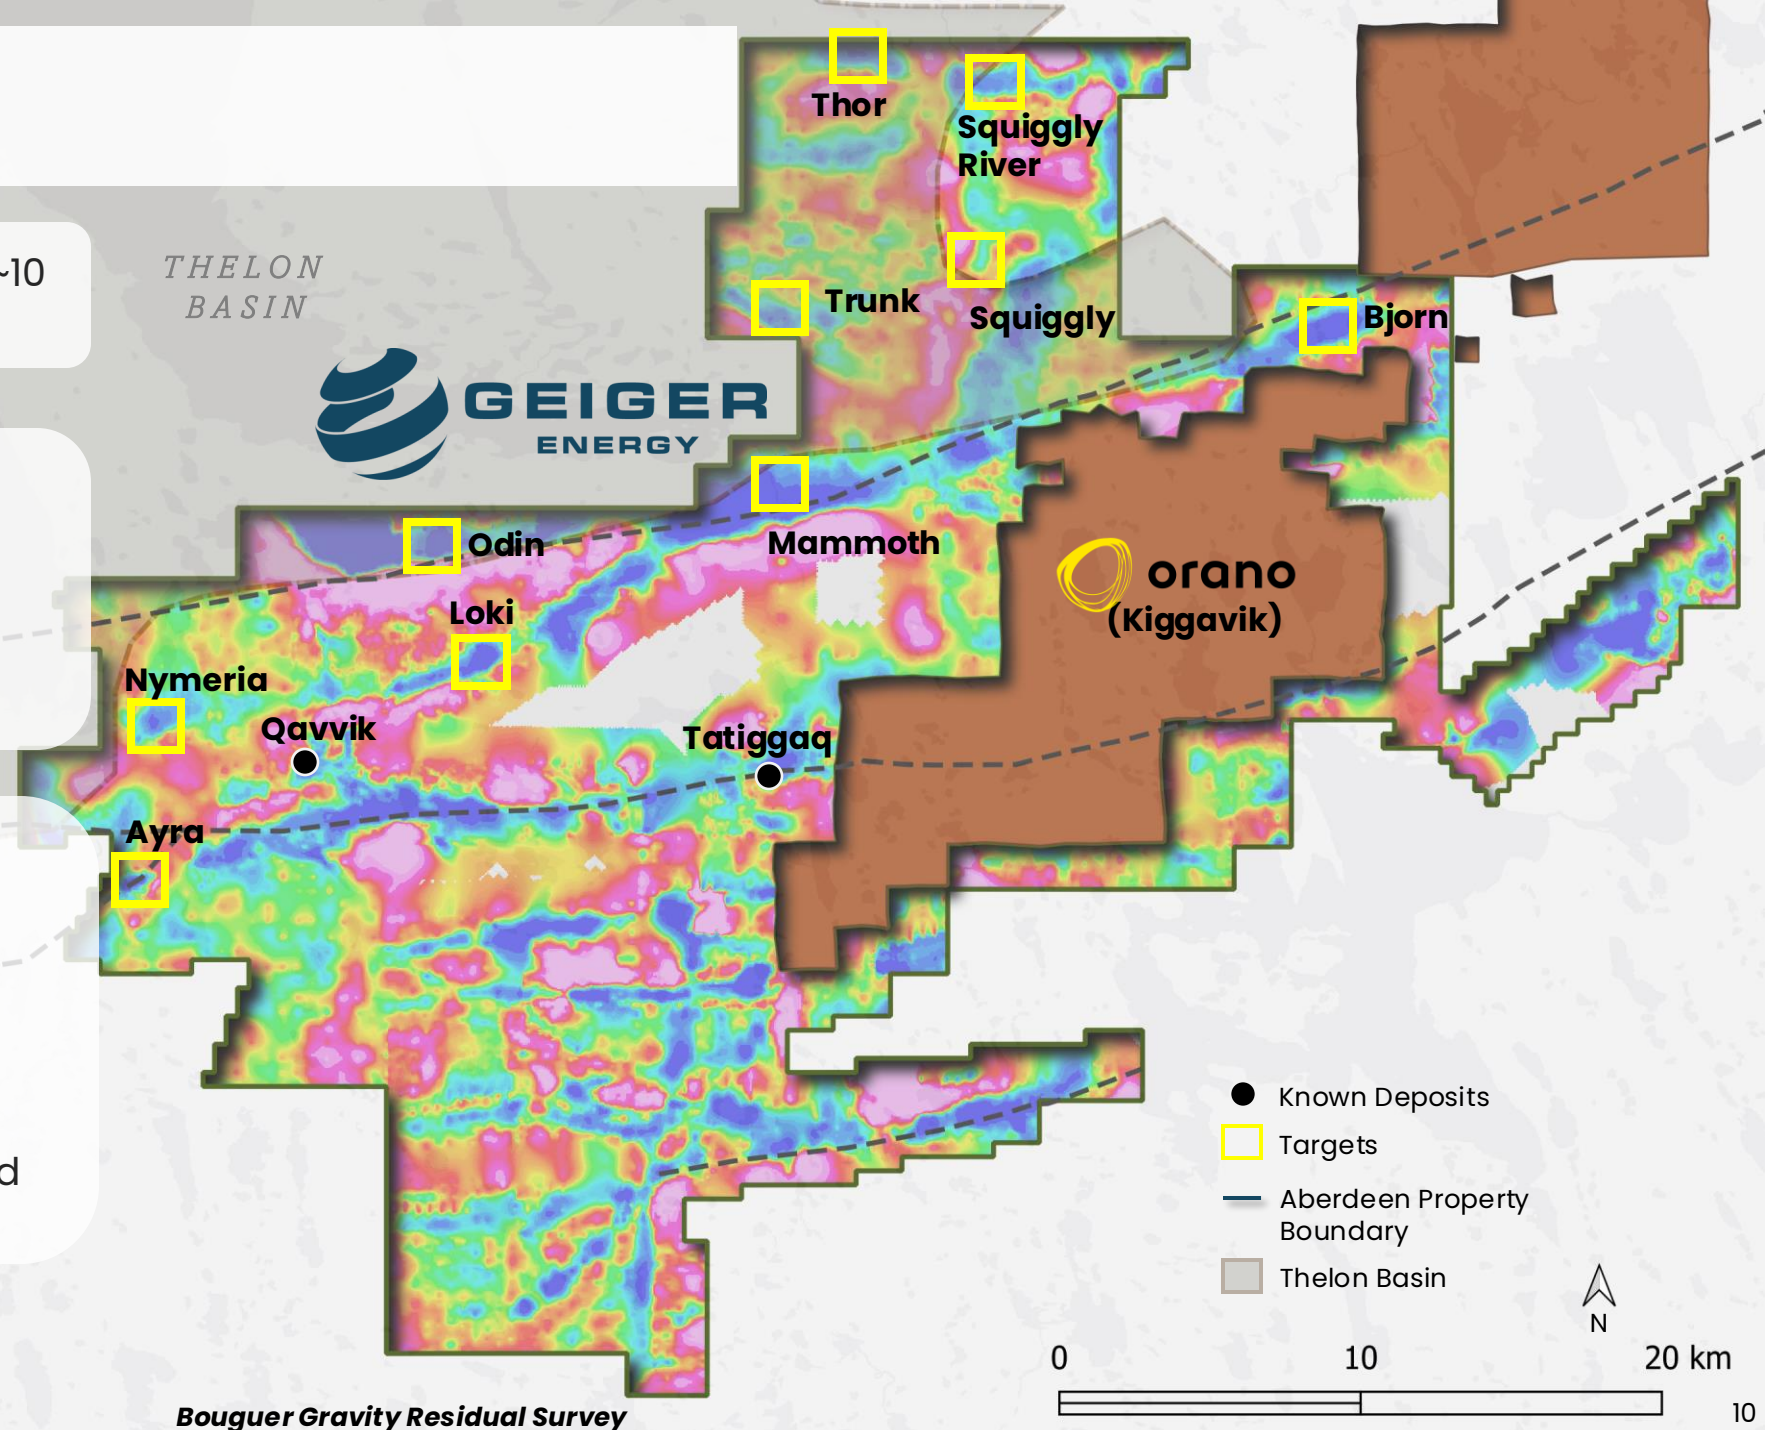 Thor
Squiggly
River
~10
THELON
BASIN
Trunk
Squiggly
Bjorn
GEIGER
ENERGY
Odin
Mammoth
orano
(Kiggavik)
Loki
Nymeria
Qavvik
Tatiggaq
Ayra
d
Known Deposits
Targets
Aberdeen Property
Boundary
Thelon Basin
N
0 10 20 km
Bouguer Gravity Residual Survey
10